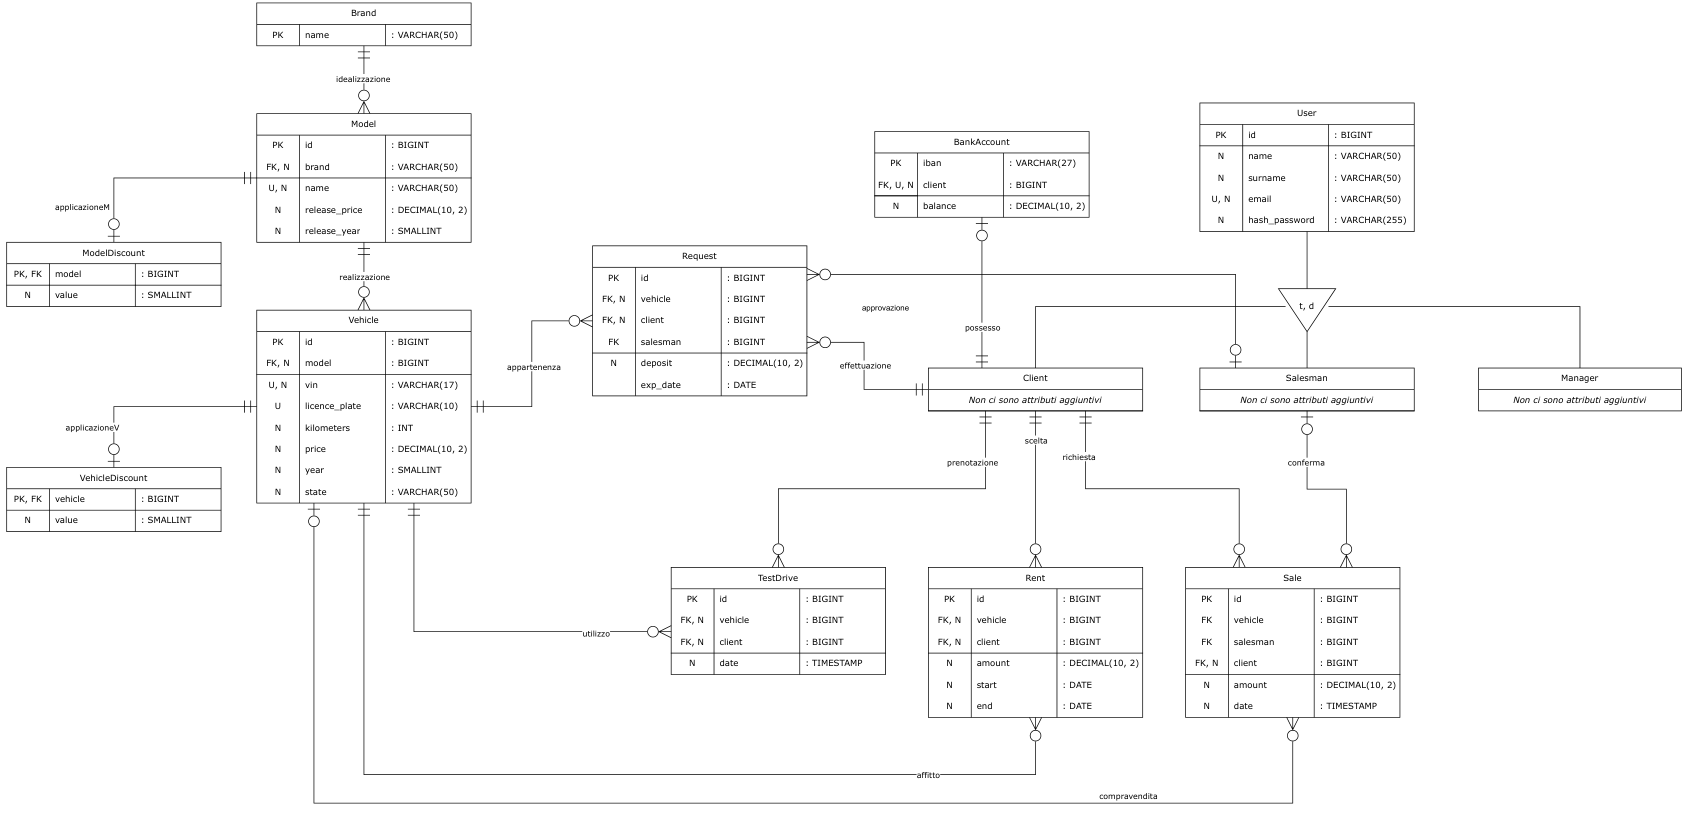 Brand
PK name : VARCHAR(50)
idealizzazione
Model
PK id : BIGINT
FK, N brand : VARCHAR(50)
U, N name : VARCHAR(50)
N release_price : DECIMAL(10, 2)
N release_year : SMALLINT
applicazioneM
ModelDiscount
PK, FK model : BIGINT
N value : SMALLINT
realizzazione
Vehicle
PK id : BIGINT
FK, N model : BIGINT
U, N vin : VARCHAR(17)
U licence_plate : VARCHAR(10)
N kilometers : INT
N price : DECIMAL(10, 2)
N year : SMALLINT
N state : VARCHAR(50)
applicazioneV
VehicleDiscount
PK, FK vehicle : BIGINT
N value : SMALLINT
appartenenza
Request
PK id : BIGINT
FK, N vehicle : BIGINT
FK, N client : BIGINT
FK salesman : BIGINT
N deposit : DECIMAL(10, 2)
exp_date : DATE
approvazione
effettuazione
BankAccount
PK iban : VARCHAR(27)
FK, U, N client : BIGINT
N balance : DECIMAL(10, 2)
possesso
User
PK id : BIGINT
N name : VARCHAR(50)
N surname : VARCHAR(50)
U, N email : VARCHAR(50)
N hash_password : VARCHAR(255)
t, d
Client
Non ci sono attributi aggiuntivi
Salesman
Non ci sono attributi aggiuntivi
Manager
Non ci sono attributi aggiuntivi
prenotazione
scelta
richiesta
conferma
utilizzo
TestDrive
PK id : BIGINT
FK, N vehicle : BIGINT
FK, N client : BIGINT
N date : TIMESTAMP
Rent
PK id : BIGINT
FK, N vehicle : BIGINT
FK, N client : BIGINT
N amount : DECIMAL(10, 2)
N start : DATE
N end : DATE
Sale
PK id : BIGINT
FK vehicle : BIGINT
FK salesman : BIGINT
FK, N client : BIGINT
N amount : DECIMAL(10, 2)
N date : TIMESTAMP
affitto
compravendita